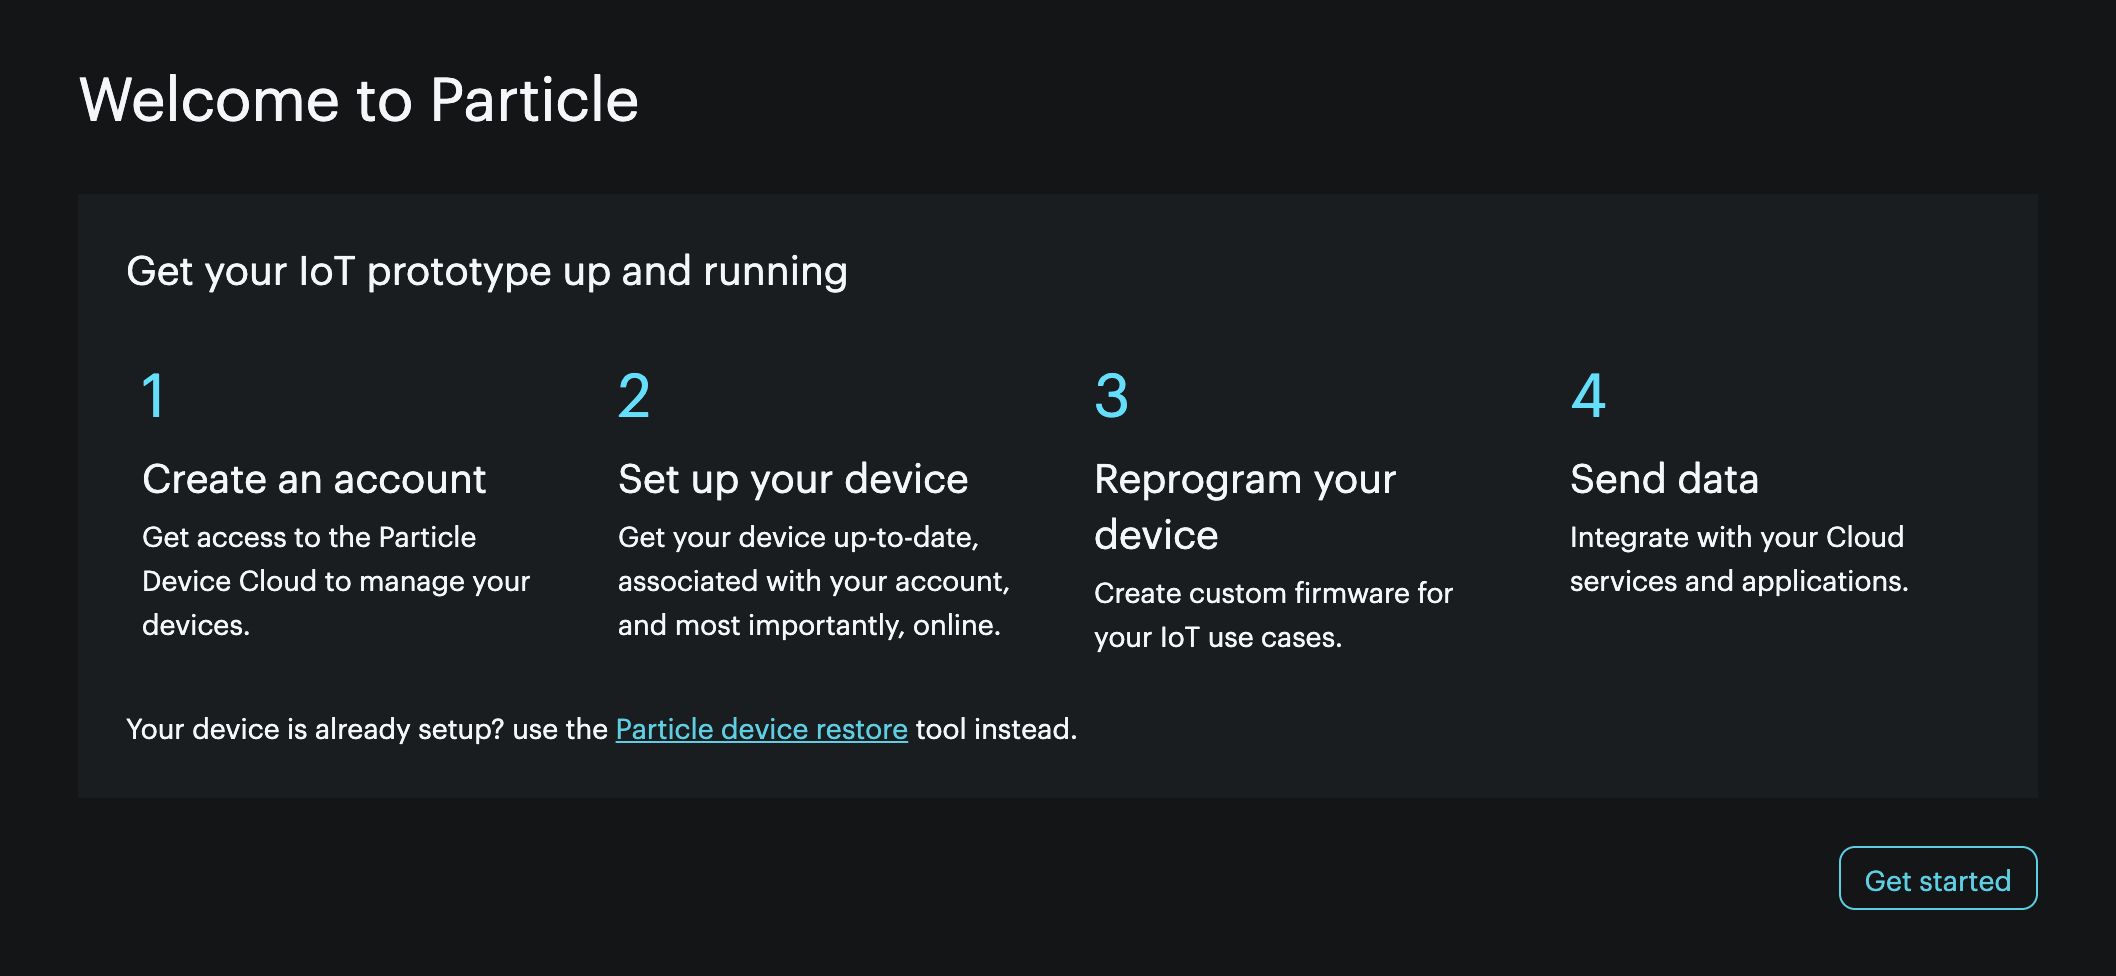 Welcome to Particle
Get your IoT prototype up and running
1
Create an account
Get access to the Particle
Device Cloud to manage your
devices.
2
Set up your device
Get your device up-to-date,
associated with your account,
and most importantly, online.
3
Reprogram your
device
Create custom firmware for
your IoT use cases.
4
Send data
Integrate with your Cloud
services and applications.
Your device is already setup? use the Particle device restore tool instead.
Get started